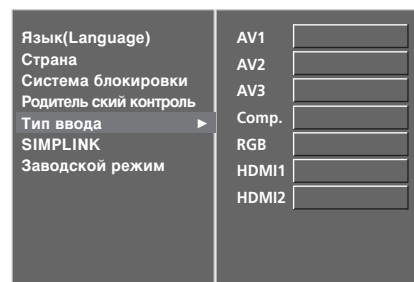 Язык(Language)
Страна
Система блокировки
Родитель ский контроль
Тип ввода ►
SIMPLINK
Заводской режим
AV1
AV2
AV3
Comp.
RGB
HDMI1
HDMI2